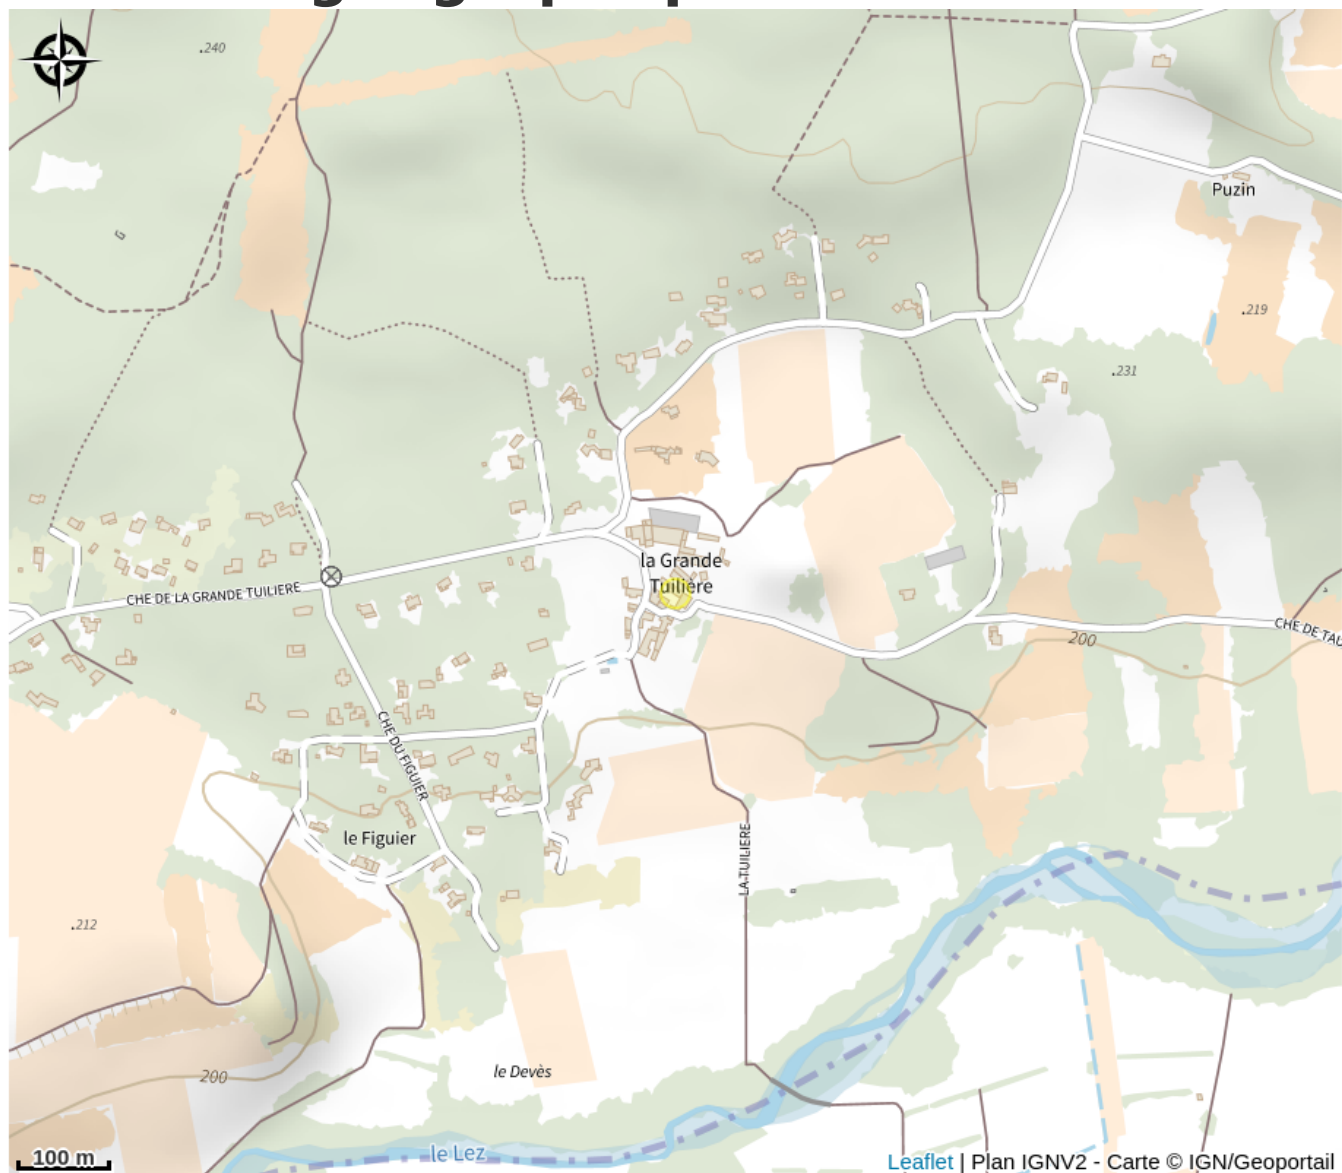 .240
Puzin
.219
.231
la Grande
Tuilière
CHE DE LA GRANDE TUILIERE
CHE DE TAU
200
CHE DU FIGUIER
le Figuier
LA TUILIERE
.212
200
le Devès
le Lez
100 m
Leaflet | Plan IGNV2 - Carte © IGN/Geoportail